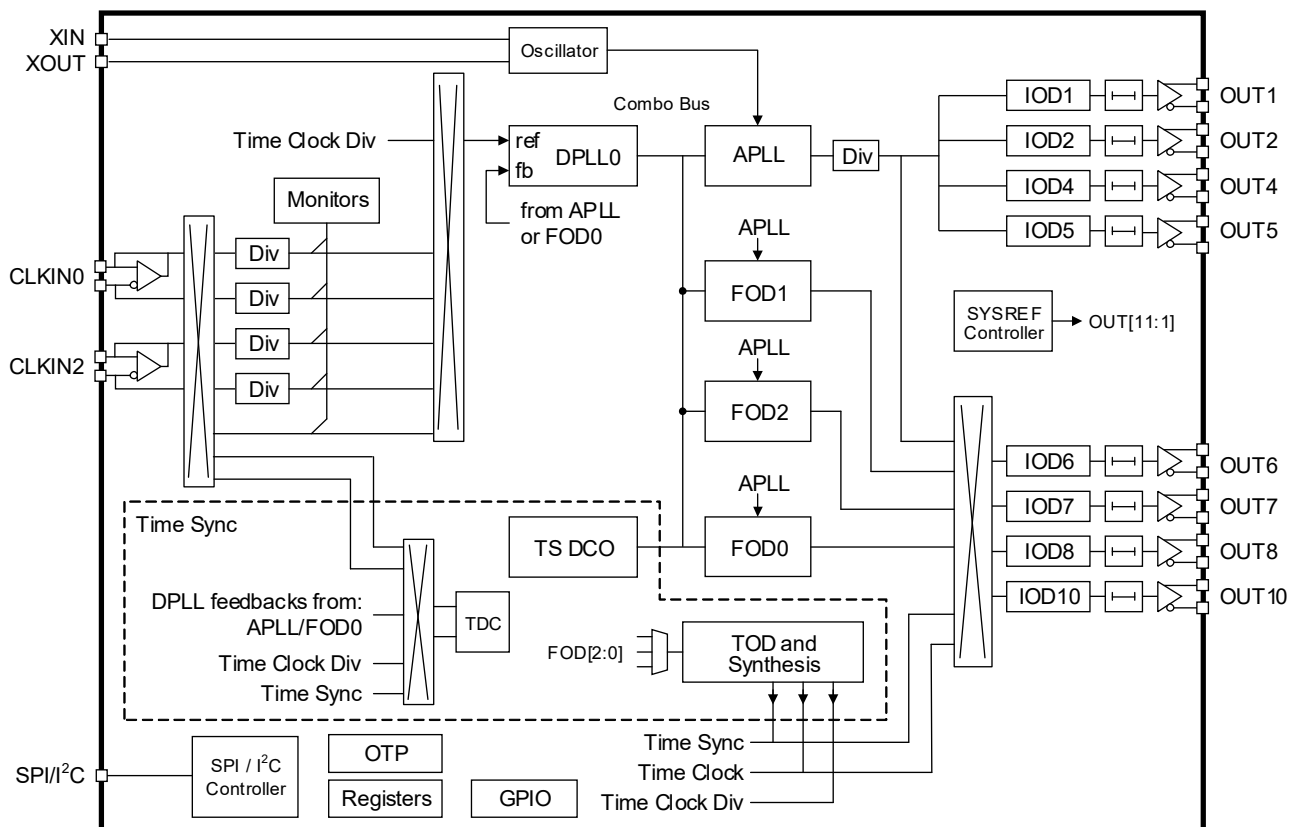 XIN
XOUT
Oscillator
Combo Bus
Time Clock Div
ref
fb
DPLL0
APLL
Div
IOD1
OUT1
IOD2
OUT2
IOD4
OUT4
IOD5
OUT5
Monitors
from APLL
or FOD0
CLKIN0
Div
Div
CLKIN2
Div
Div
APLL
FOD1
APLL
FOD2
APLL
FOD0
SYSREF
Controller
OUT[11:1]
IOD6
OUT6
IOD7
OUT7
IOD8
OUT8
IOD10
OUT10
Time Sync
TS DCO
DPLL feedbacks from:
APLL/FOD0
TDC
Time Clock Div
Time Sync
FOD[2:0]
TOD and
Synthesis
Time Sync
Time Clock
Time Clock Div
SPI/I²C
SPI / I²C
Controller
OTP
Registers
GPIO